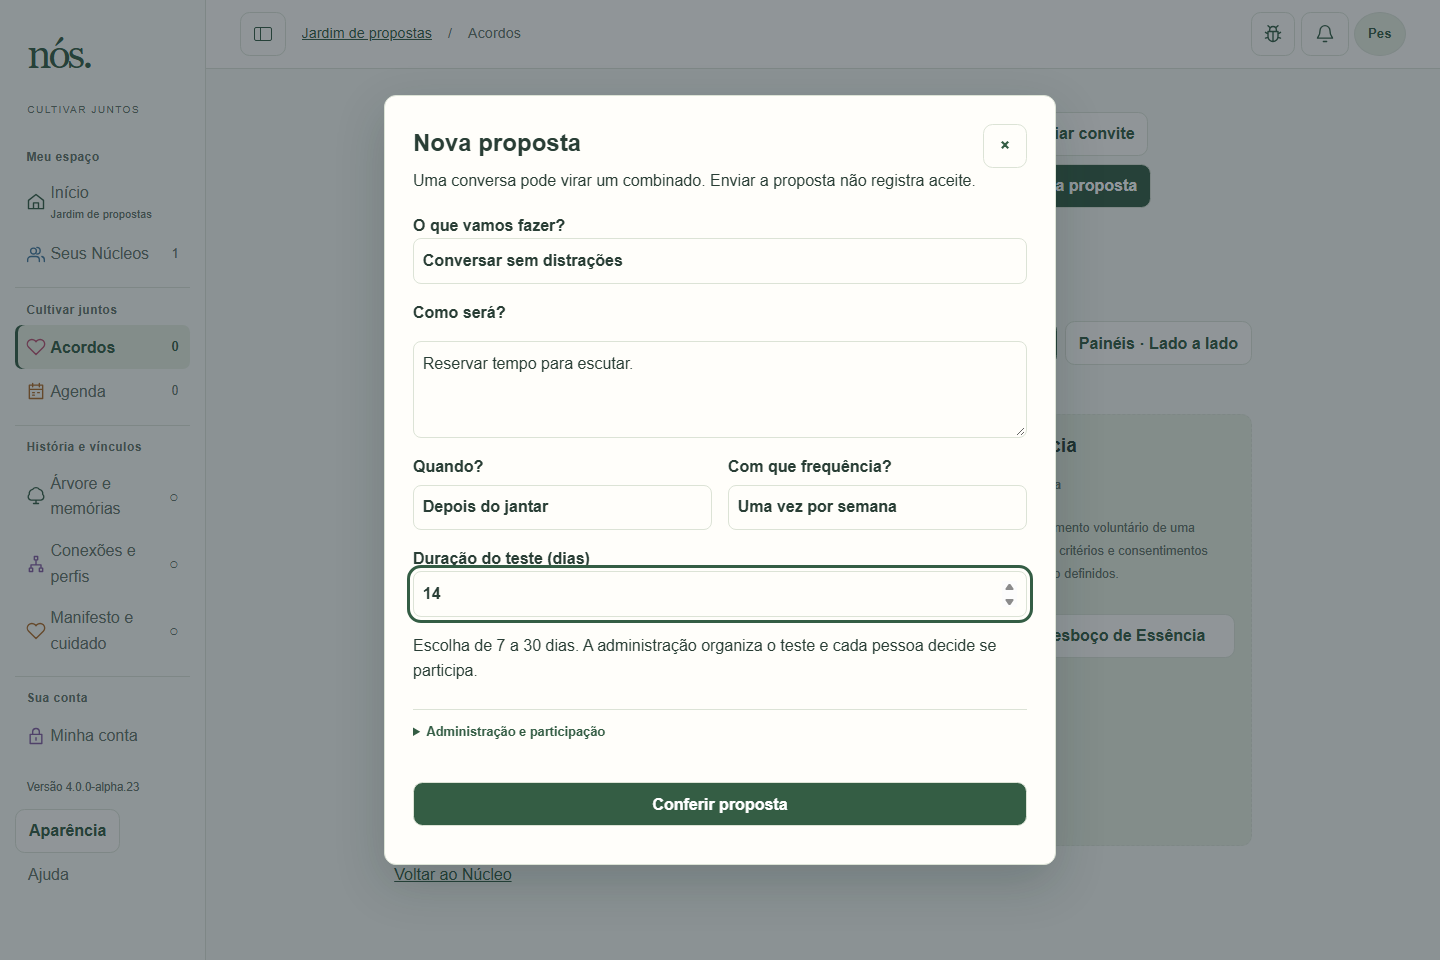 nós.
CULTIVAR JUNTOS
Meu espaço
Início
Jardim de propostas
Seus Núcleos 1
Cultivar juntos
Acordos 0
Agenda 0
História e vínculos
Árvore e
memórias
Conexões e
perfis
Manifesto e
cuidado
Sua conta
Minha conta
Versão 4.0.0-alpha.23
Aparência
Ajuda
Jardim de propostas / Acordos
Pes
iar convite
a proposta
Painéis · Lado a lado
mento voluntário de uma
critérios e consentimentos
definidos.
esboço de Essência
Voltar ao Núcleo
Nova proposta
×
Uma conversa pode virar um combinado. Enviar a proposta não registra aceite.
O que vamos fazer?
Conversar sem distrações
Como será?
Reservar tempo para escutar.
Quando?
Com que frequência?
Depois do jantar
Uma vez por semana
Duração do teste (dias)
14
Escolha de 7 a 30 dias. A administração organiza o teste e cada pessoa decide se
participa.
Administração e participação
Conferir proposta